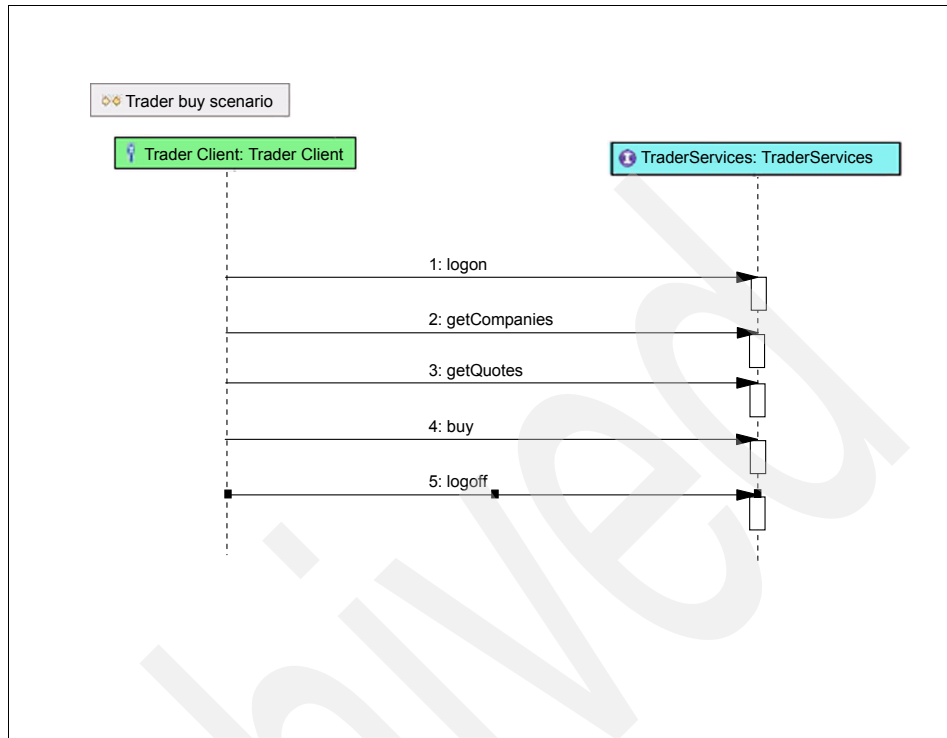 Trader buy scenario
Trader Client: Trader Client
TraderServices: TraderServices
1: logon
2: getCompanies
3: getQuotes
4: buy
5: logoff
hived